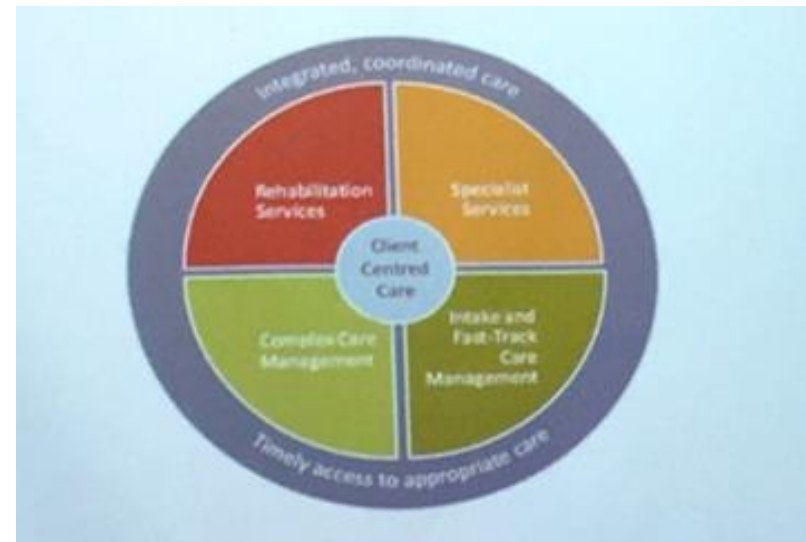 Integrated, coordinated care
Rehabilitation
Services
Specialist
Services
Client
Centred
Care
Complex Care
Management
Intake and
Fast-Track
Care
Management
Timely access to appropriate care